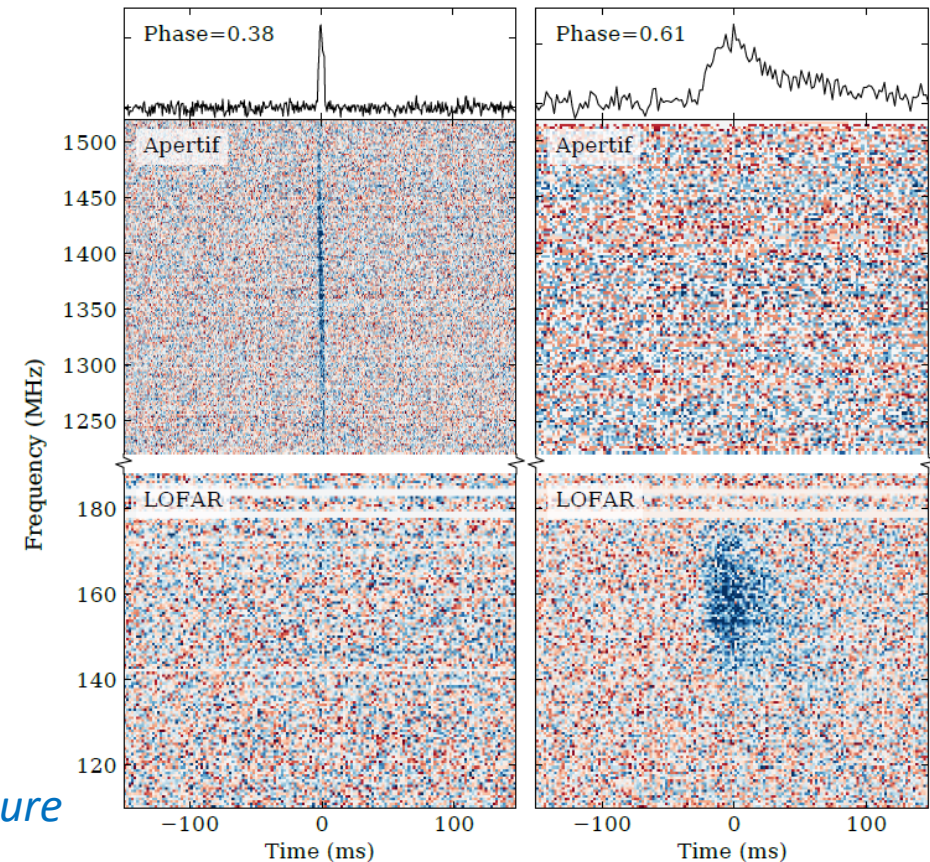 Phase=0.38
Phase=0.61
Apertif
Apertif
1500
1450
1400
1350
1300
1250
Frequency (MHz)
LOFAR
LOFAR
180
160
140
120
ure
−100 0 100
−100 0 100
Time (ms)
Time (ms)